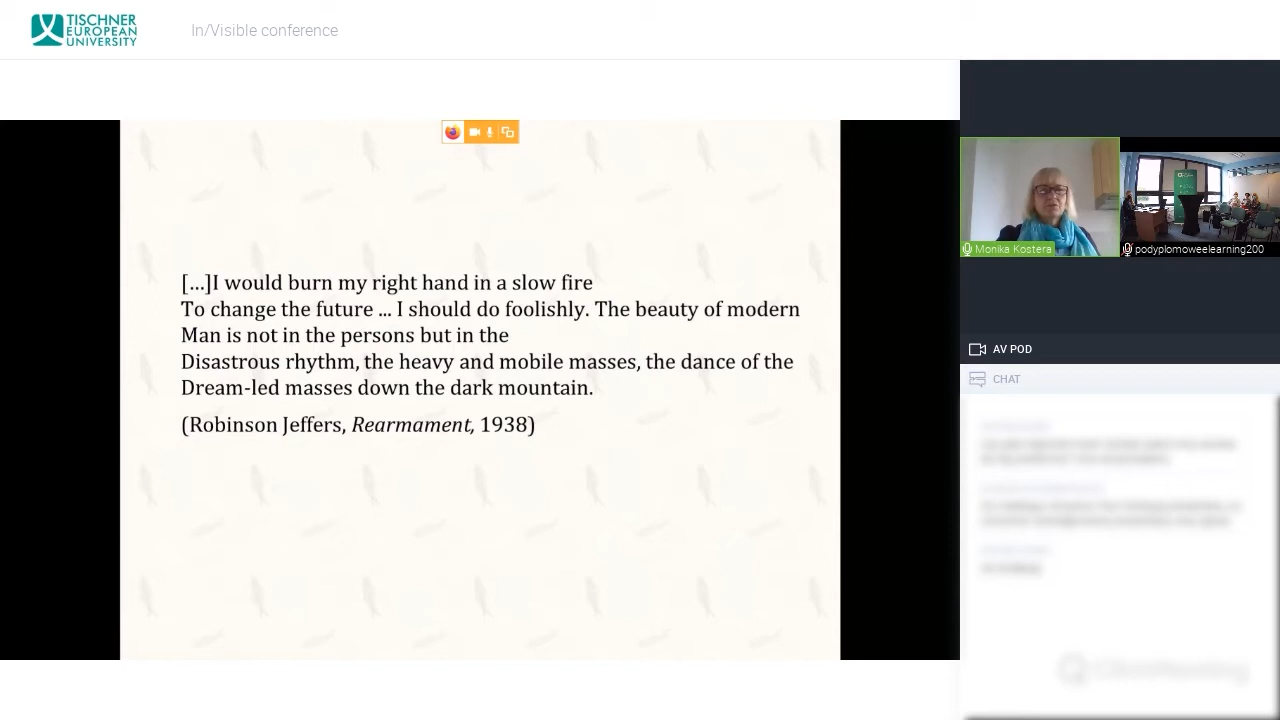 TISCHNER
EUROPEAN
UNIVERSITY
In/Visible conference
[...]I would burn my right hand in a slow fire
To change the future ... I should do foolishly. The beauty of modern
Man is not in the persons but in the
Disastrous rhythm, the heavy and mobile masses, the dance of the
Dream-led masses down the dark mountain.
(Robinson Jeffers, Rearmament, 1938)
Monika Kostera
podyplomoweelearning200
AV POD
CHAT